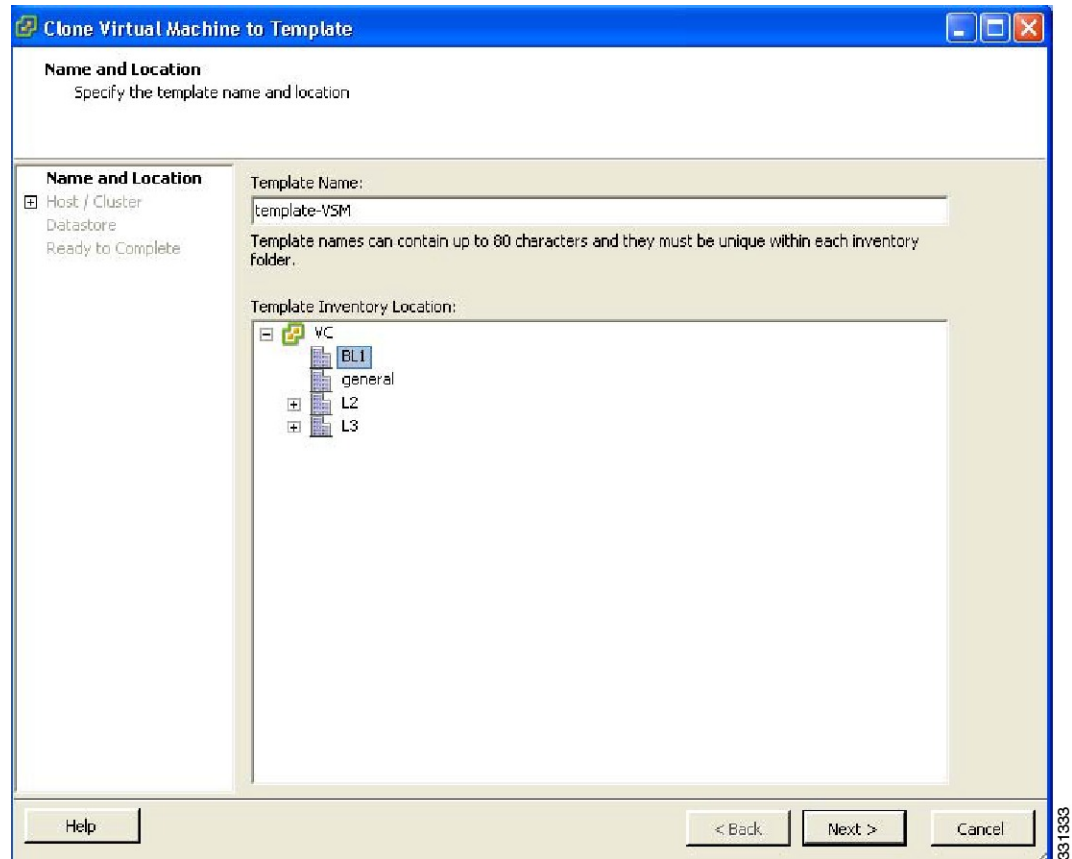 Clone Virtual Machine to Template
Name and Location
Specify the template name and location
Name and Location
Host / Cluster
Datastore
Ready to Complete
Template Name:
template-VSM
Template names can contain up to 80 characters and they must be unique within each inventory
folder.
Template Inventory Location:
VC
BL1
general
L2
L3
Help
< Back
Next >
Cancel
331333